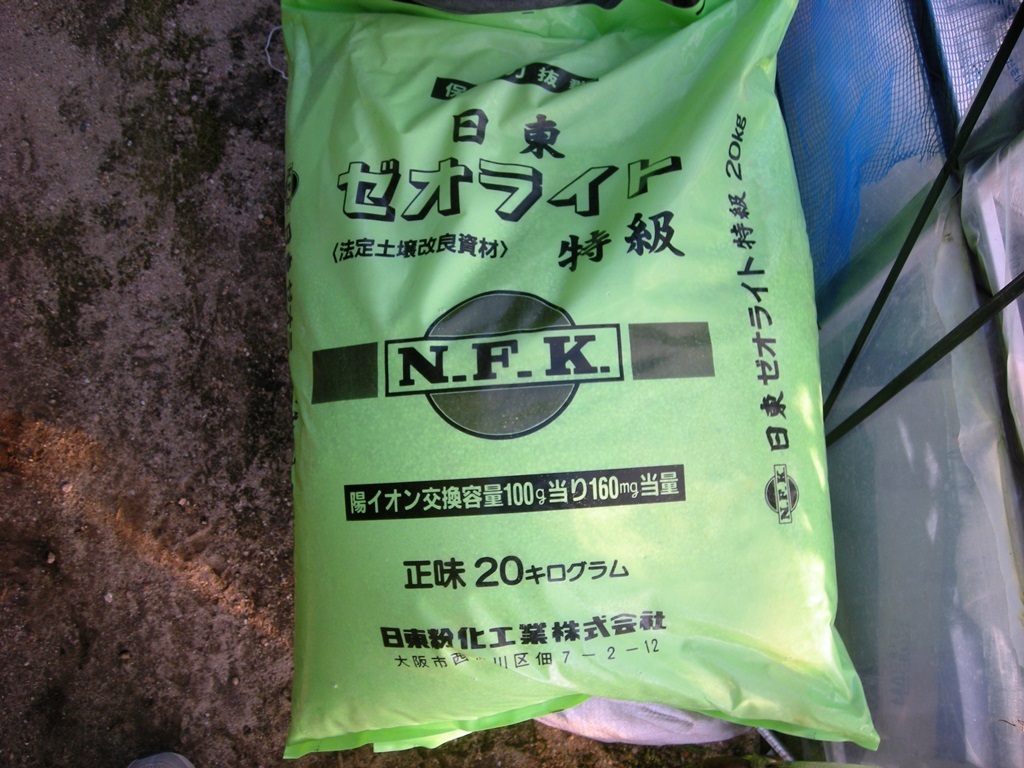 日東
ゼオライト
〈法定土壌改良資材〉
特級
N.F.K.
陽イオン交換容量100g当り160mg当量
正味 20キログラム
日東粉化工業株式会社
大阪市西 川区佃7-2-12
日東ゼオライト特級 20kg
N.F.K